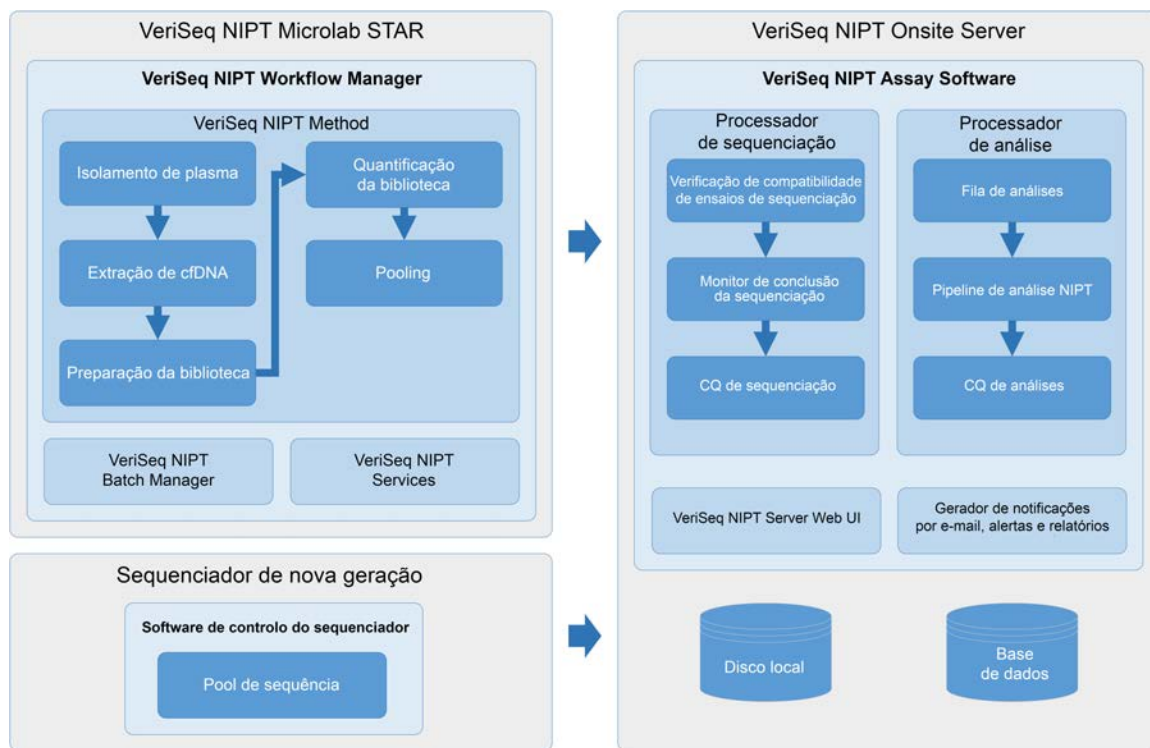 VeriSeq NIPT Microlab STAR
VeriSeq NIPT Workflow Manager
VeriSeq NIPT Method
Isolamento de plasma
Extração de cfDNA
Preparação da biblioteca
Quantificação
da biblioteca
Pooling
VeriSeq NIPT
Batch Manager
VeriSeq NIPT
Services
Sequenciador de nova geração
Software de controlo do sequenciador
Pool de sequência
VeriSeq NIPT Onsite Server
VeriSeq NIPT Assay Software
Processador
de sequenciação
Verificação de compatibilidade
de ensaios de sequenciação
Monitor de conclusão
da sequenciação
CQ de sequenciação
Processador
de análise
Fila de análises
Pipeline de análise NIPT
CQ de análises
VeriSeq NIPT Server Web UI
Gerador de notificações
por e-mail, alertas e relatórios
Disco local
Base
de dados